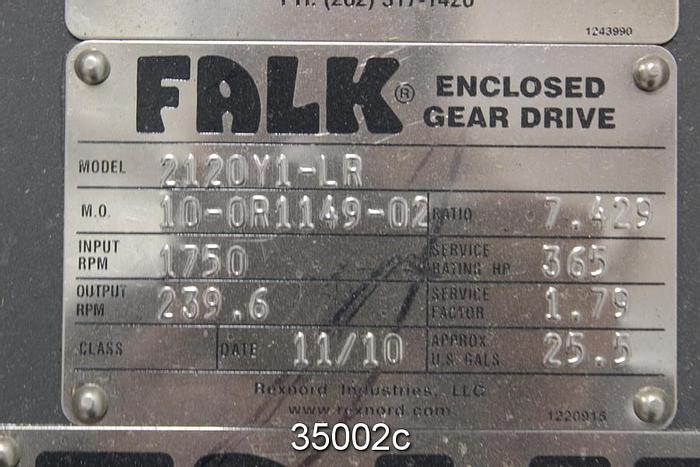 1243990
FALK® ENCLOSED
GEAR DRIVE
MODEL 2120Y1-LR
M.O. 10-0R1149-02 RATIO 7.429
INPUT RPM 1750 SERVICE RATING HP 365
OUTPUT RPM 239.6 SERVICE FACTOR 1.79
CLASS DATE 11/10 APPROX U.S. GALS. 25.5
Rexnord Industries, LLC
www.rexnord.com 1220915
35002c